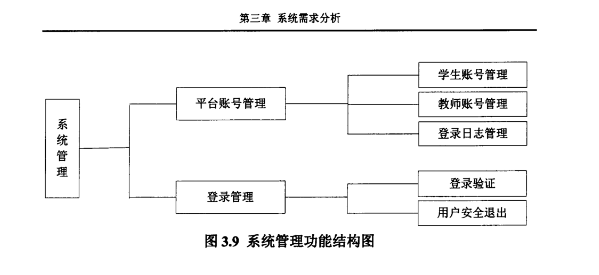 第三章 系统需求分析
系统管理
平台账号管理
学生账号管理
教师账号管理
登录日志管理
登录管理
登录验证
用户安全退出
图 3.9 系统管理功能结构图